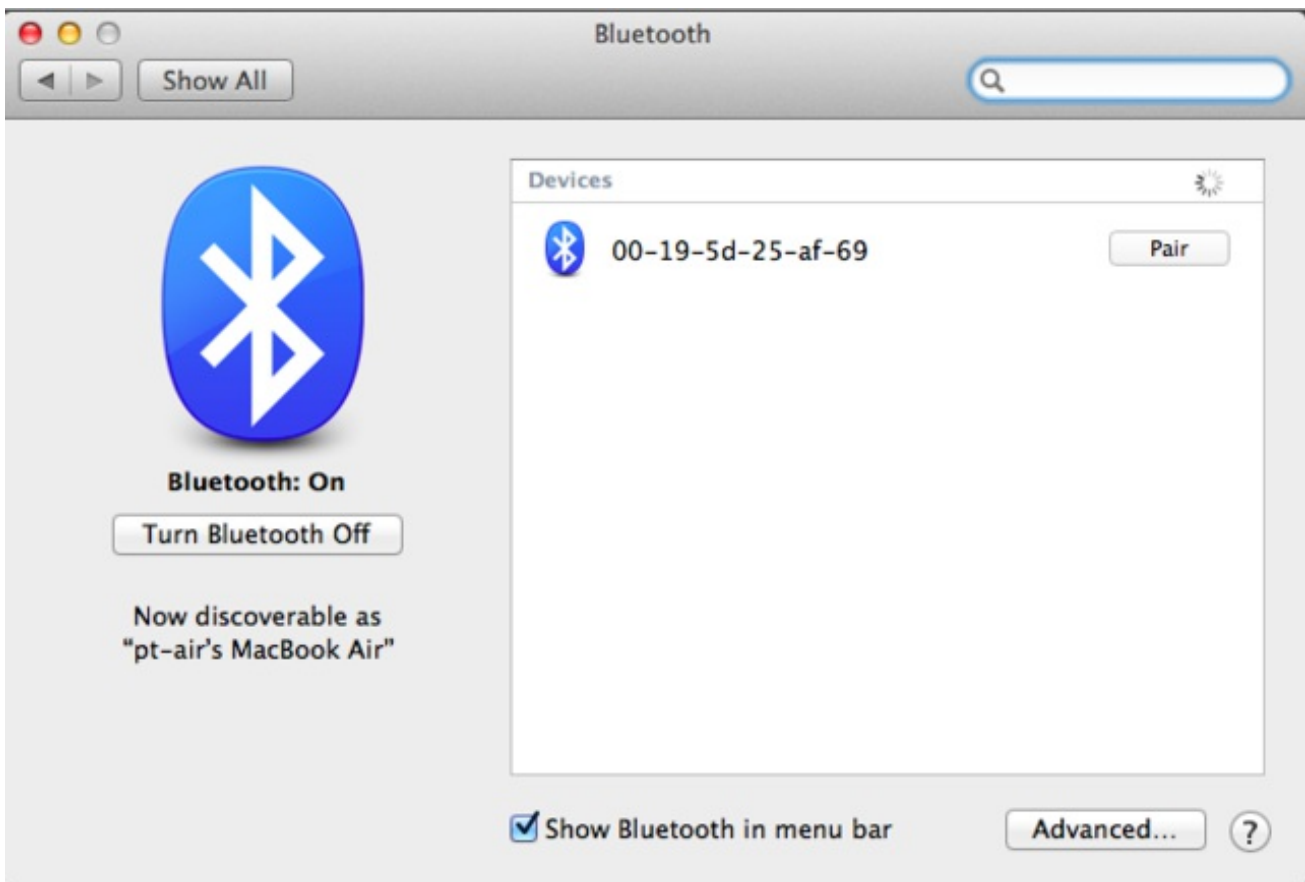 Bluetooth
Show All
Devices
00-19-5d-25-af-69
Pair
Bluetooth: On
Turn Bluetooth Off
Now discoverable as
“pt-air’s MacBook Air”
Show Bluetooth in menu bar
Advanced...
?